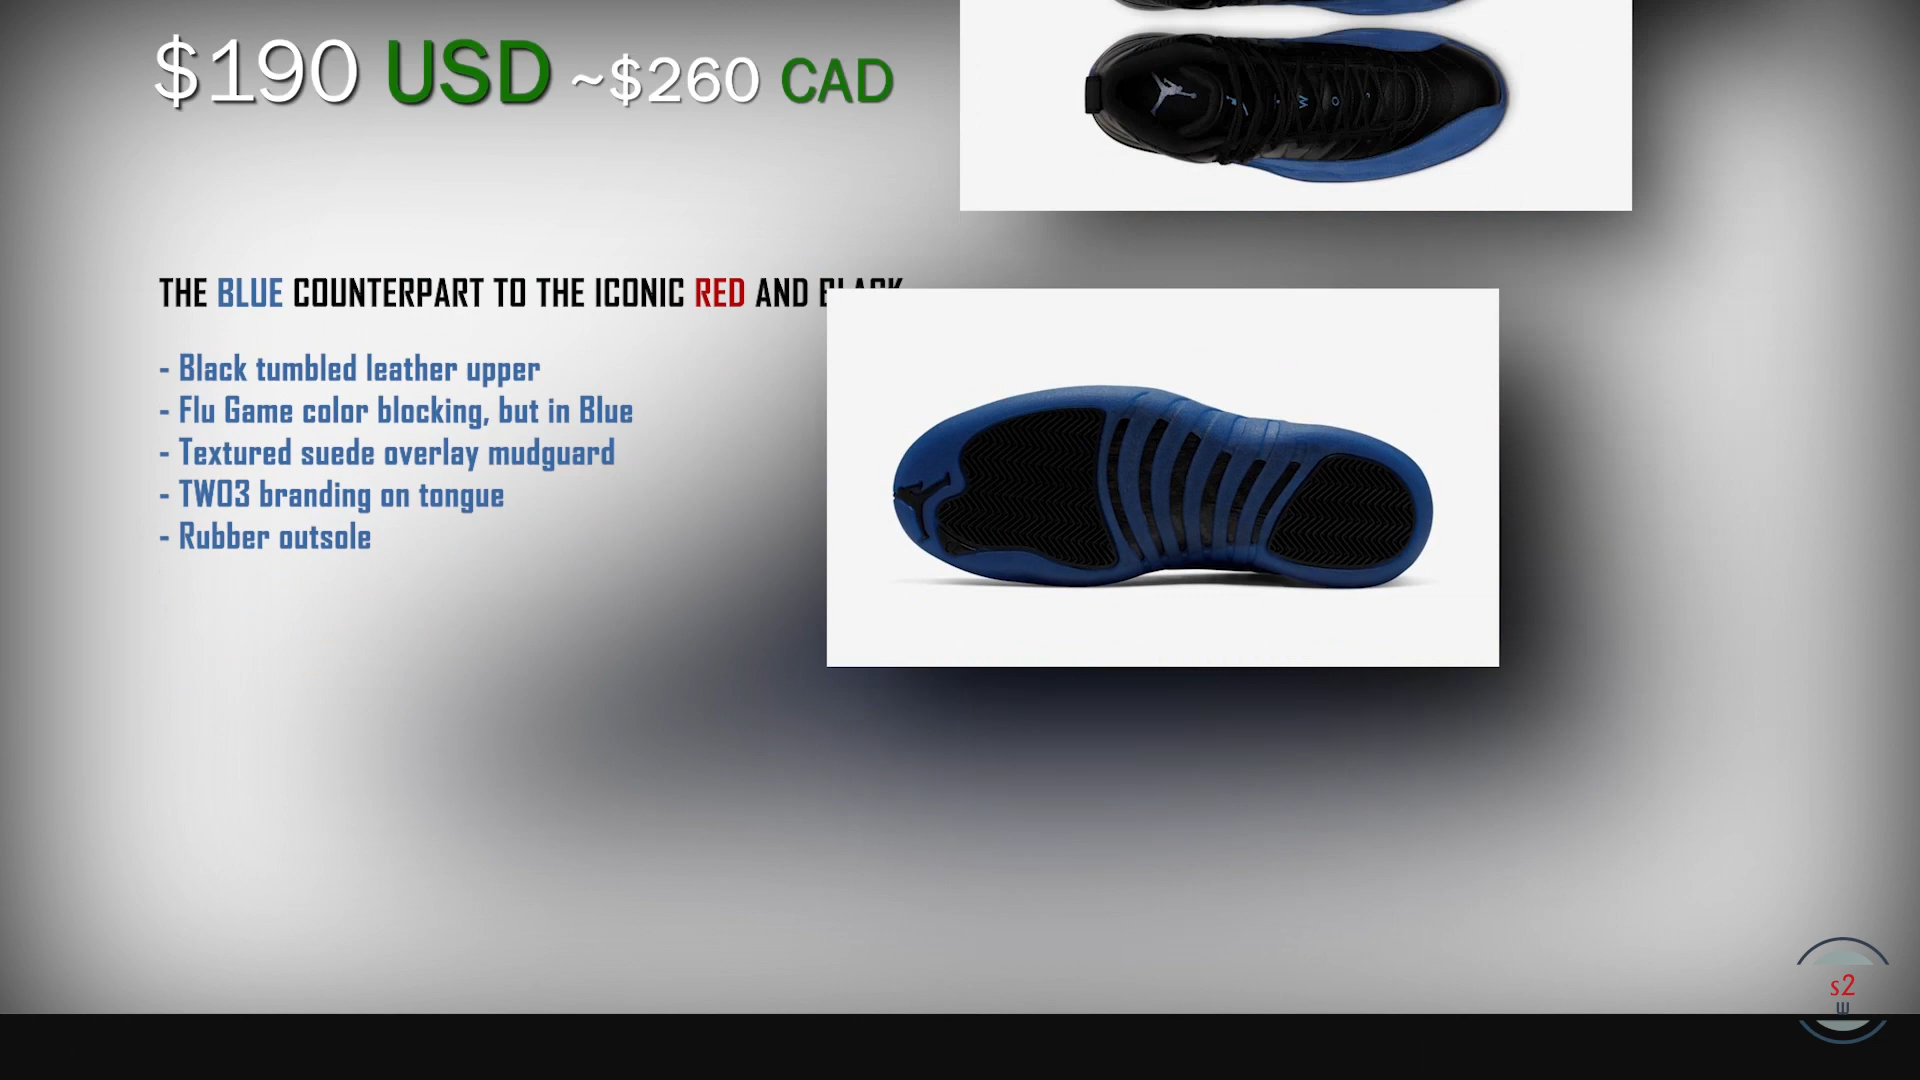 $190 USD ~$260 CAD
THE BLUE COUNTERPART TO THE ICONIC RED AND BLACK
- Black tumbled leather upper
- Flu Game color blocking, but in Blue
- Textured suede overlay mudguard
- TWO3 branding on tongue
- Rubber outsole
s2
W